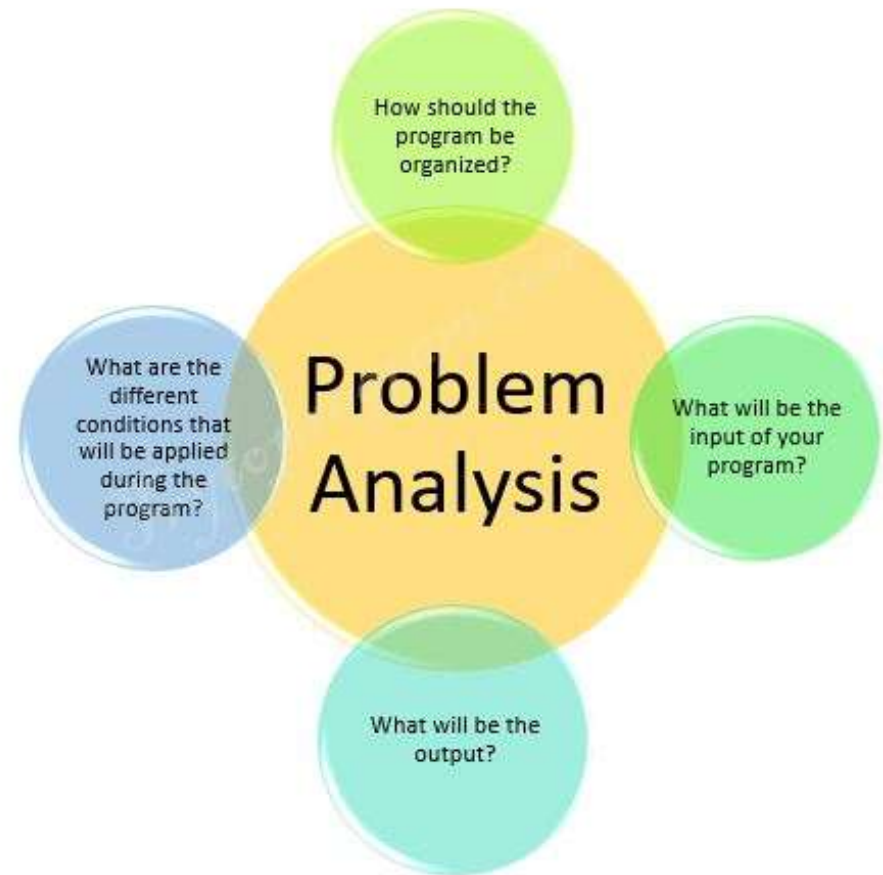 How should the
program be
organized?
What are the
different
conditions that
will be applied
during the
program?
Problem
Analysis
What will be the
input of your
program?
What will be the
output?